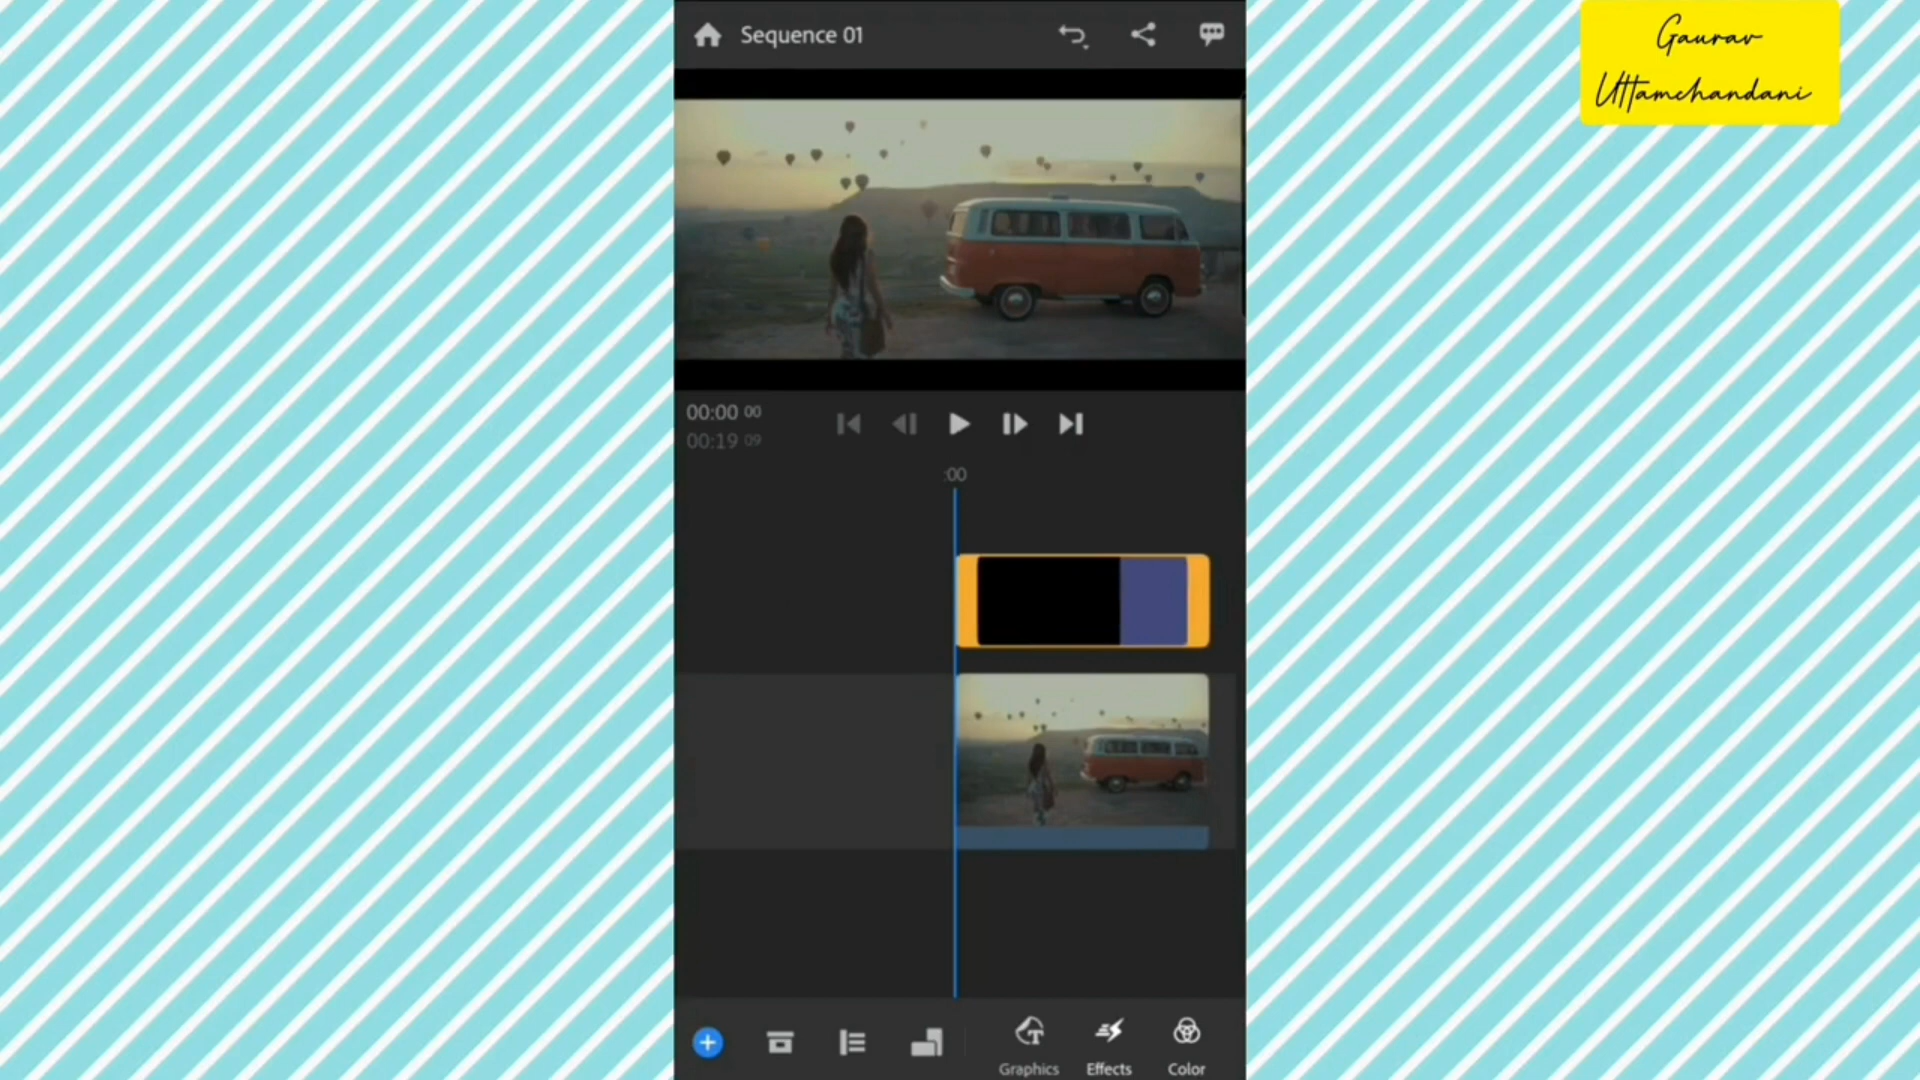 Sequence 01
Gaurav
Uttamchandani
00:00 00
00:19 09
:00
Graphics
Effects
Color